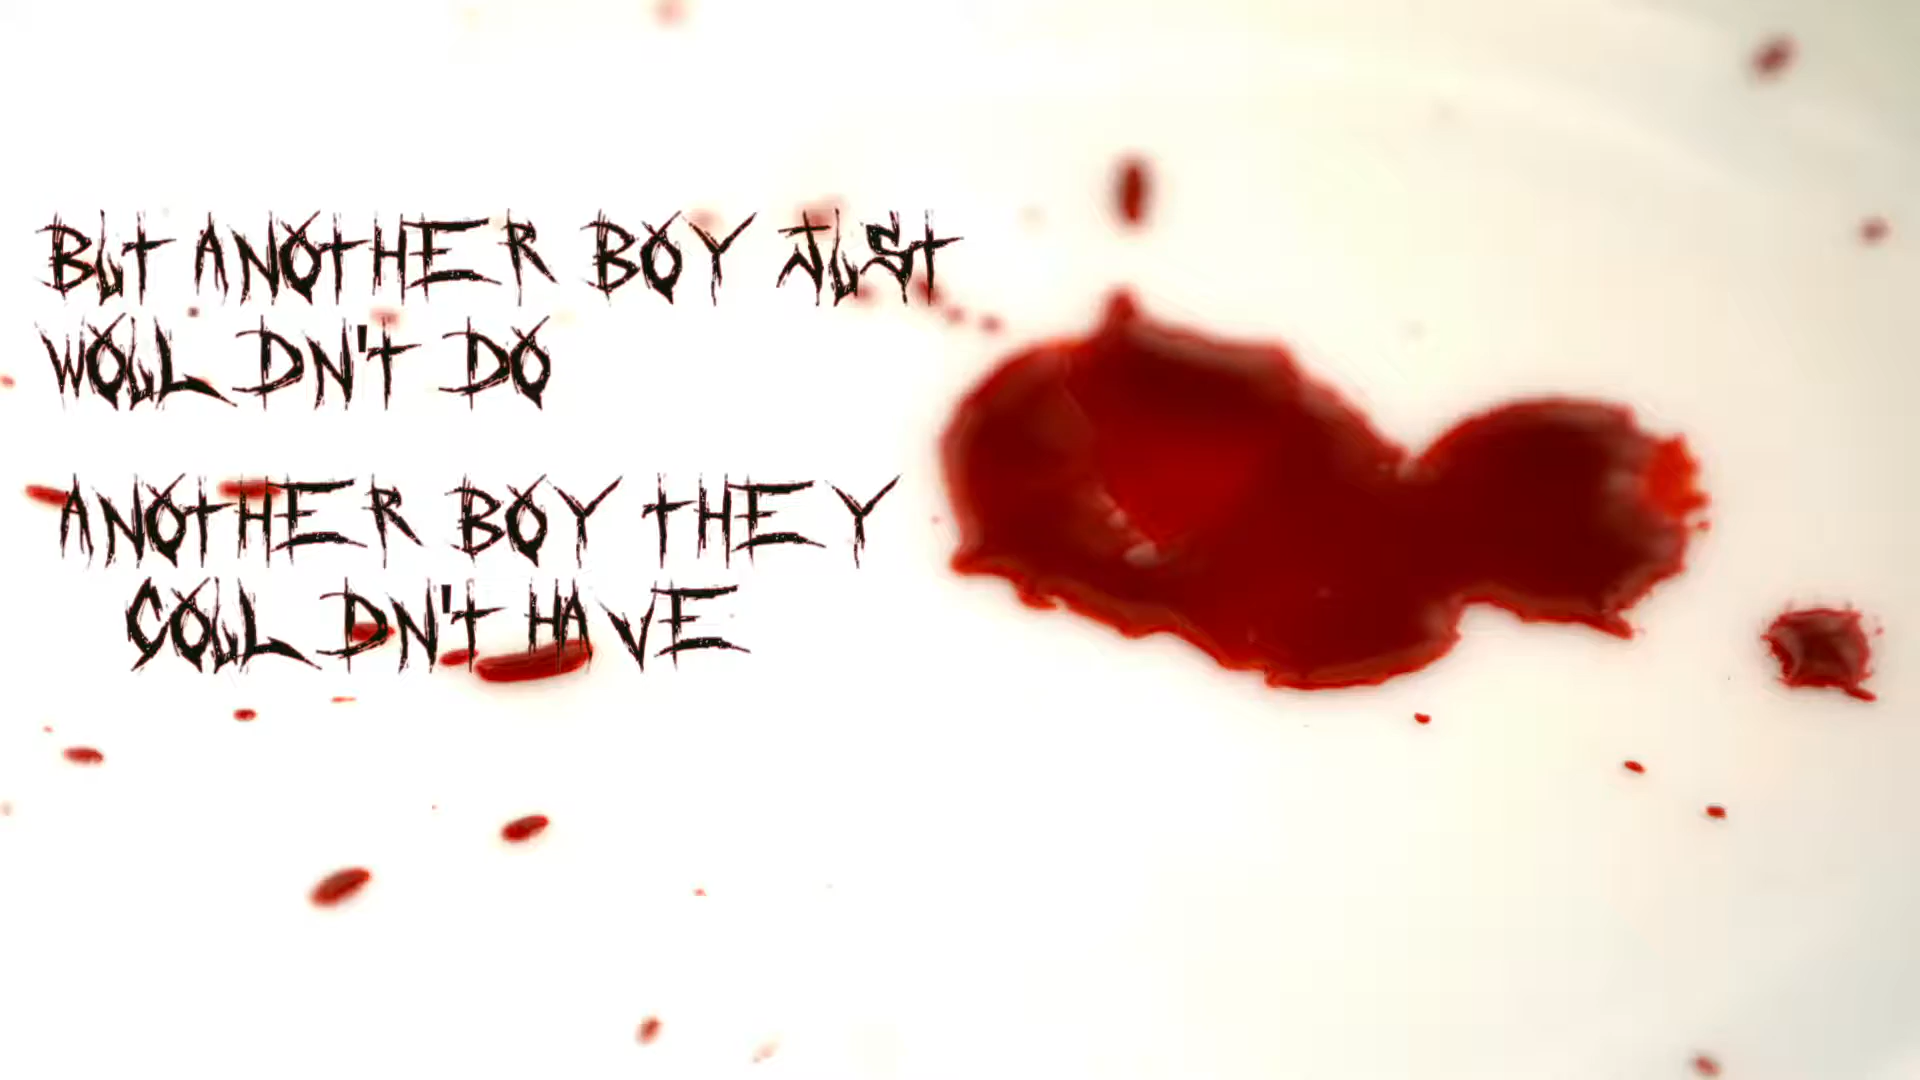 BUT ANOTHER BOY JUST
WOULDN'T DO
ANOTHER BOY THEY
COULDN'T HAVE